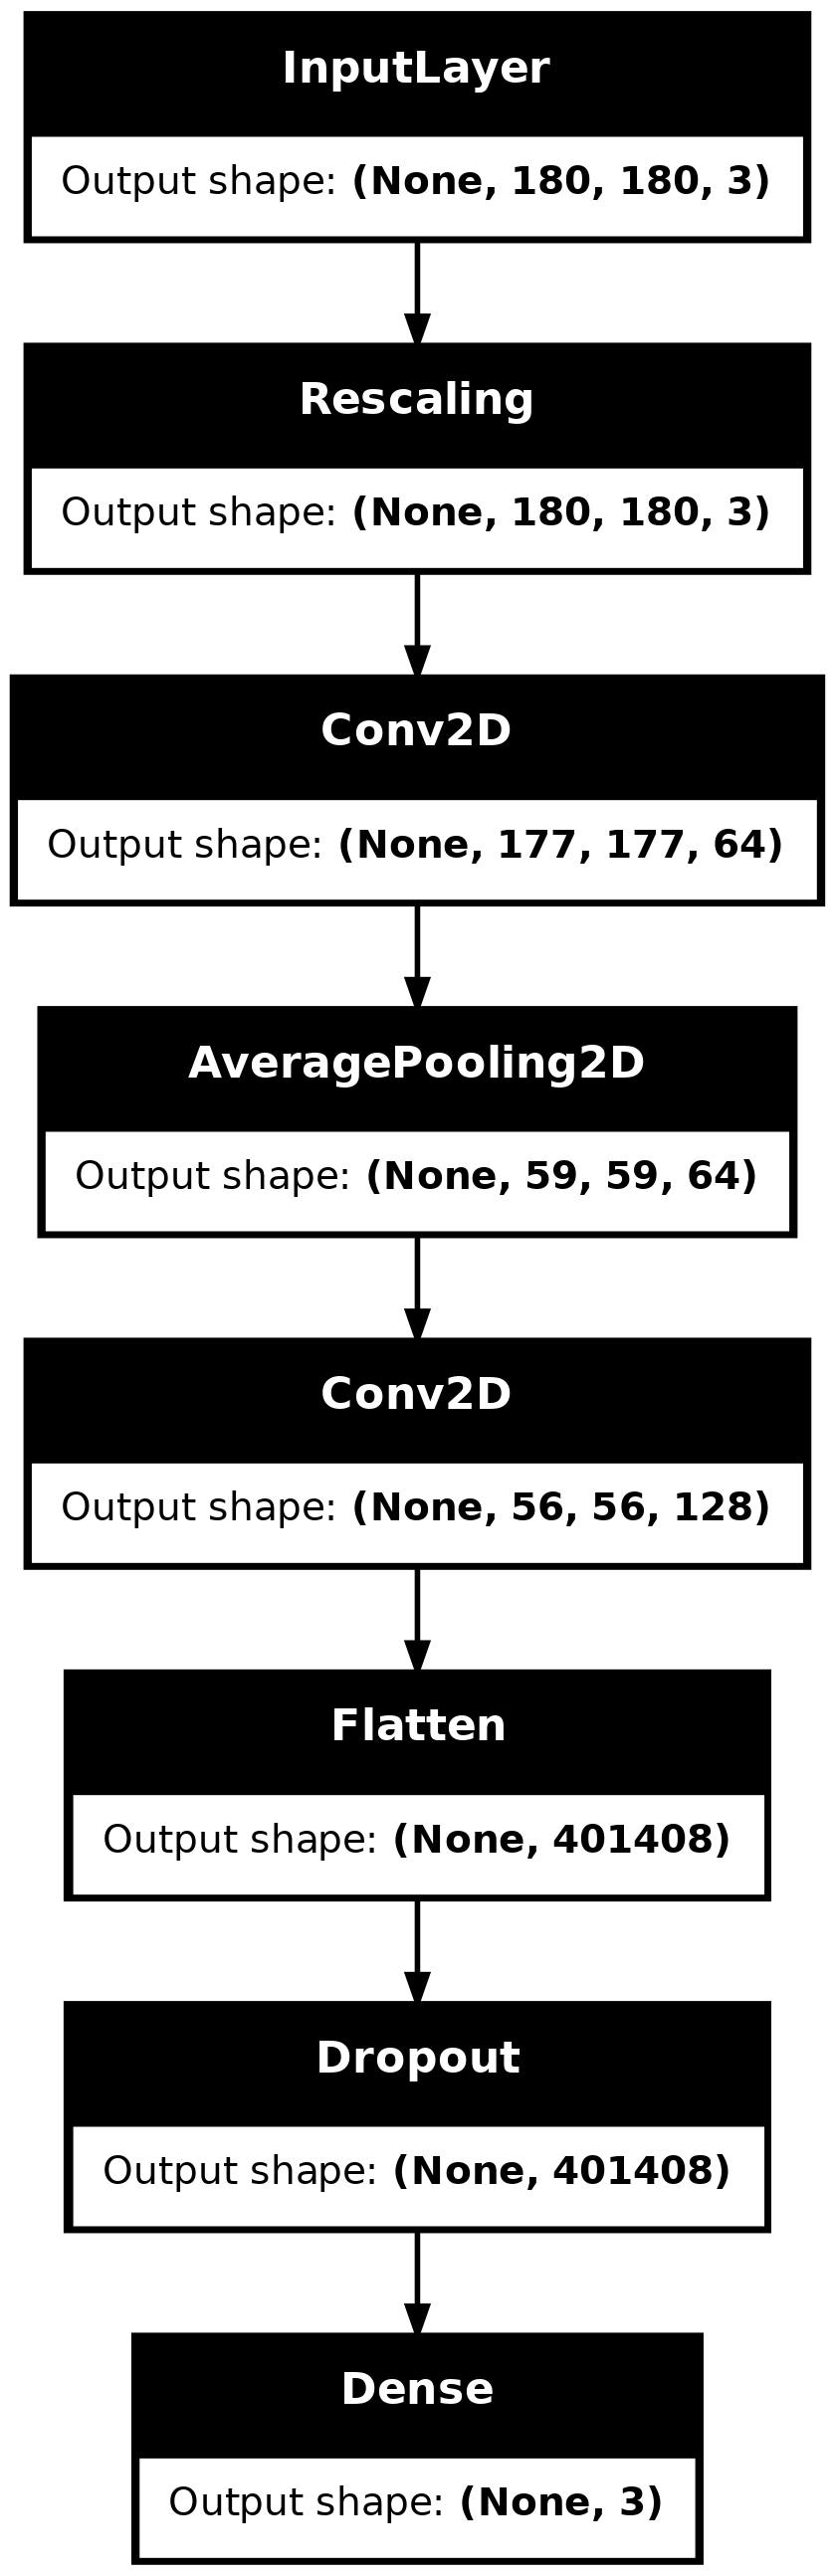 InputLayer
Output shape: (None, 180, 180, 3)
Rescaling
Output shape: (None, 180, 180, 3)
Conv2D
Output shape: (None, 177, 177, 64)
AveragePooling2D
Output shape: (None, 59, 59, 64)
Conv2D
Output shape: (None, 56, 56, 128)
Flatten
Output shape: (None, 401408)
Dropout
Output shape: (None, 401408)
Dense
Output shape: (None, 3)